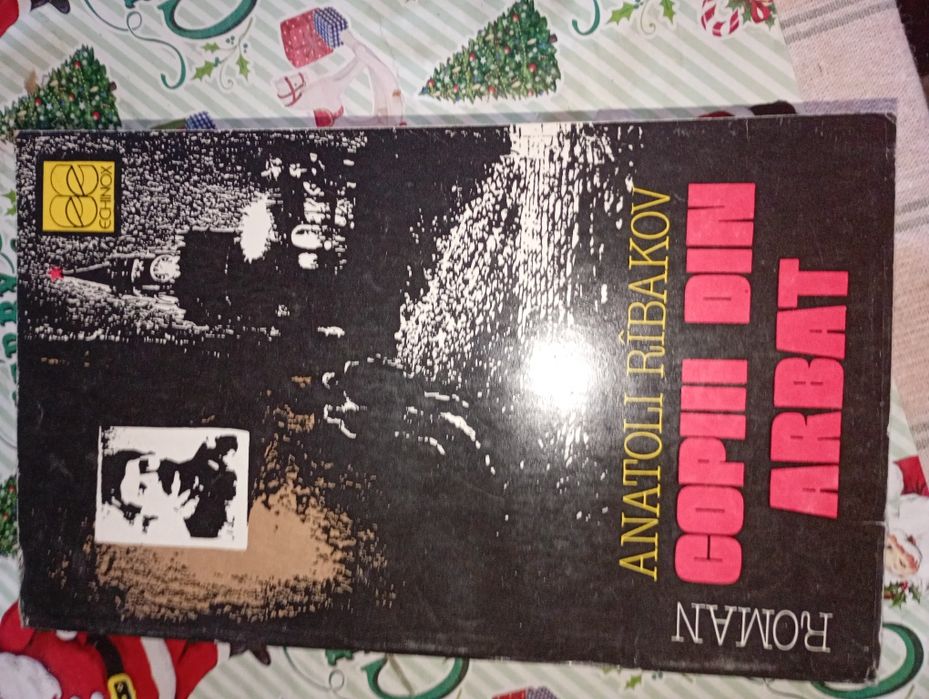 ANATOLI RÎBAKOV
COPIII DIN
ARBAT
ROMAN
ECHINOX